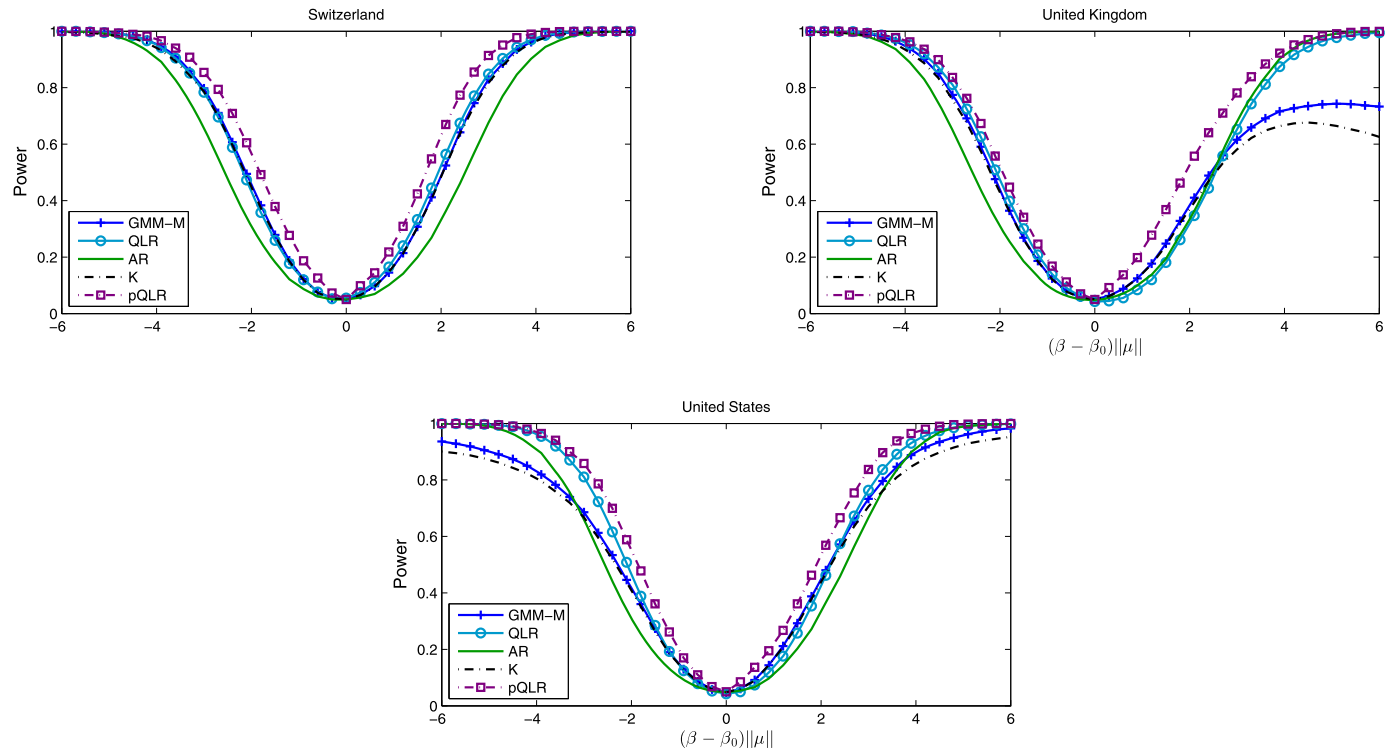 Switzerland
1
0.8
0.6
0.4
0.2
0
Power
GMM−M
QLR
AR
K
pQLR
−6 −4 −2 0 2 4 6
United Kingdom
1
0.8
0.6
0.4
0.2
0
Power
GMM−M
QLR
AR
K
pQLR
−6 −4 −2 0 2 4 6
(β − β₀)||μ||
United States
1
0.8
0.6
0.4
0.2
0
Power
GMM−M
QLR
AR
K
pQLR
−6 −4 −2 0 2 4 6
(β − β₀)||μ||